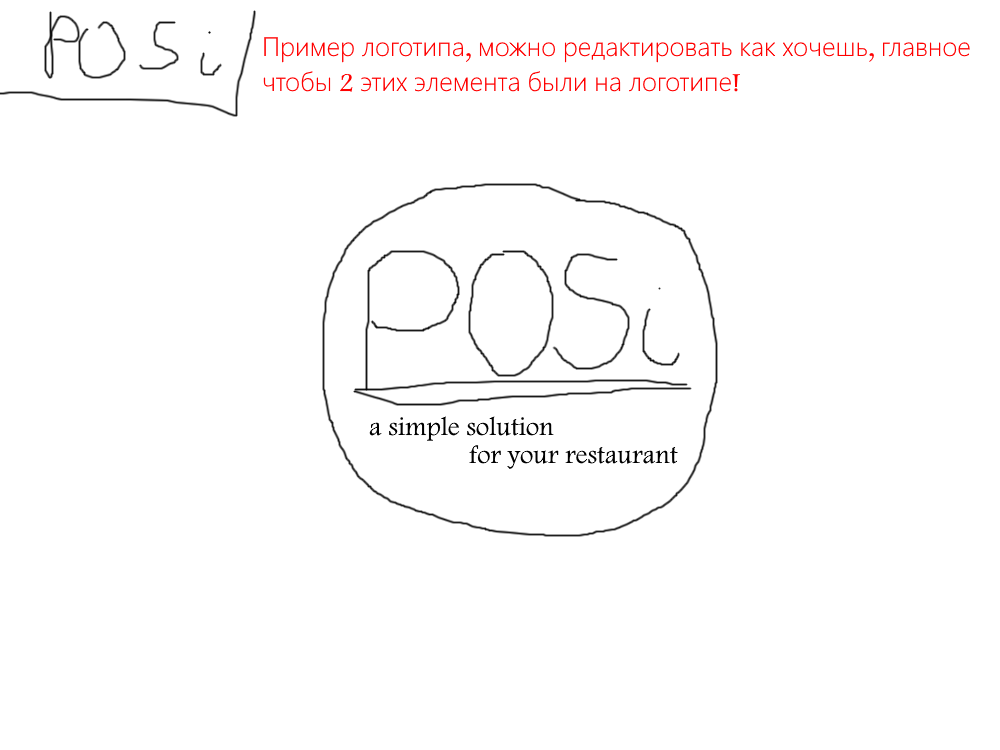 POSi
Пример логотипа, можно редактировать как хочешь, главное
чтобы 2 этих элемента были на логотипе!
POSi
a simple solution
for your restaurant